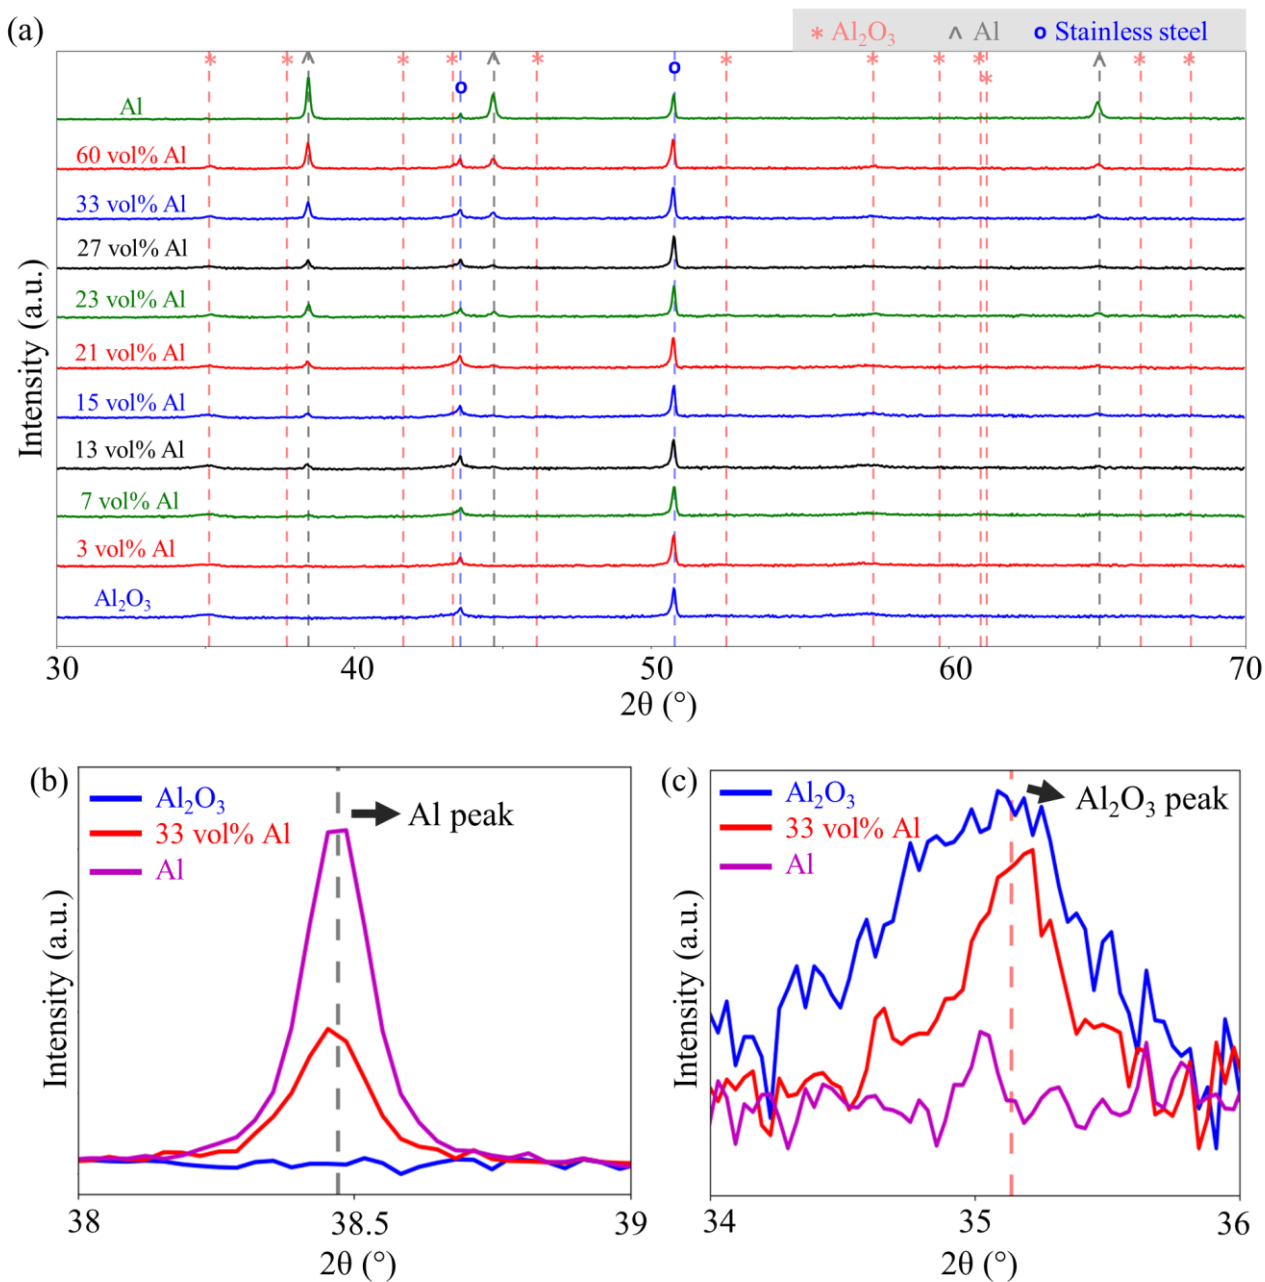 (a)
* Al₂O₃ ^ Al o Stainless steel
Al
60 vol% Al
33 vol% Al
27 vol% Al
23 vol% Al
21 vol% Al
15 vol% Al
13 vol% Al
7 vol% Al
3 vol% Al
Al₂O₃
Intensity (a.u.)
30 40 50 60 70
2θ (°)
(b)
Al₂O₃
33 vol% Al
Al
Al peak
Intensity (a.u.)
38 38.5 39
2θ (°)
(c)
Al₂O₃
33 vol% Al
Al
Al₂O₃ peak
Intensity (a.u.)
34 35 36
2θ (°)